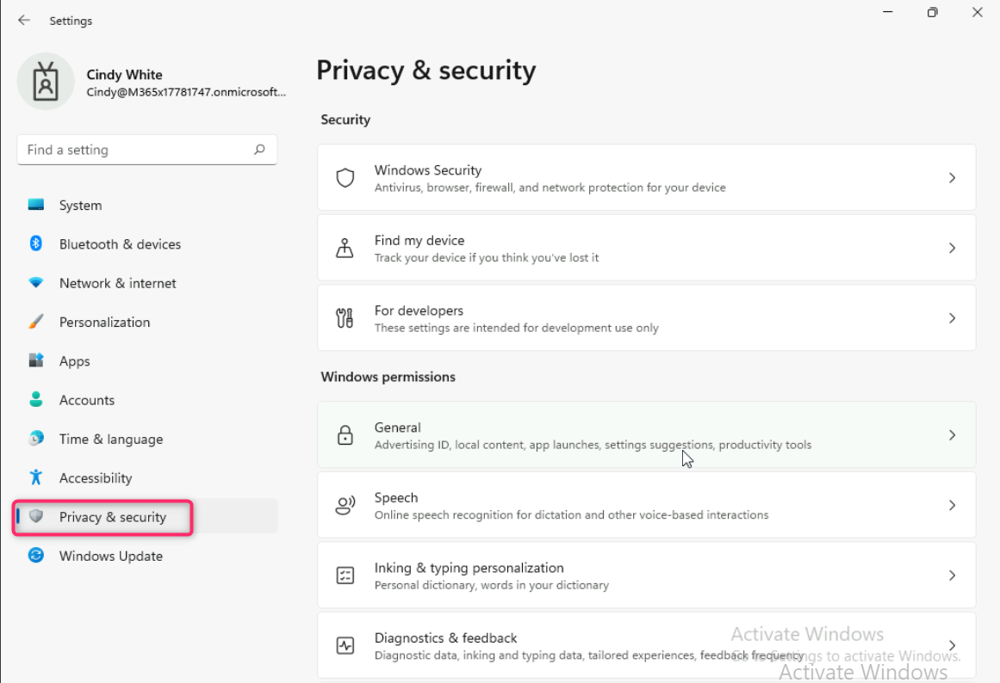 Settings
Cindy White
Cindy@M365x17781747.onmicrosoft...
Find a setting
System
Bluetooth & devices
Network & internet
Personalization
Apps
Accounts
Time & language
Accessibility
Privacy & security
Windows Update
Privacy & security
Security
Windows Security
Antivirus, browser, firewall, and network protection for your device
Find my device
Track your device if you think you've lost it
For developers
These settings are intended for development use only
Windows permissions
General
Advertising ID, local content, app launches, settings suggestions, productivity tools
Speech
Online speech recognition for dictation and other voice-based interactions
Inking & typing personalization
Personal dictionary, words in your dictionary
Diagnostics & feedback
Diagnostic data, inking and typing data, tailored experiences, feedback frequency
Activate Windows
Go to Settings to activate Windows.
Activate Windows